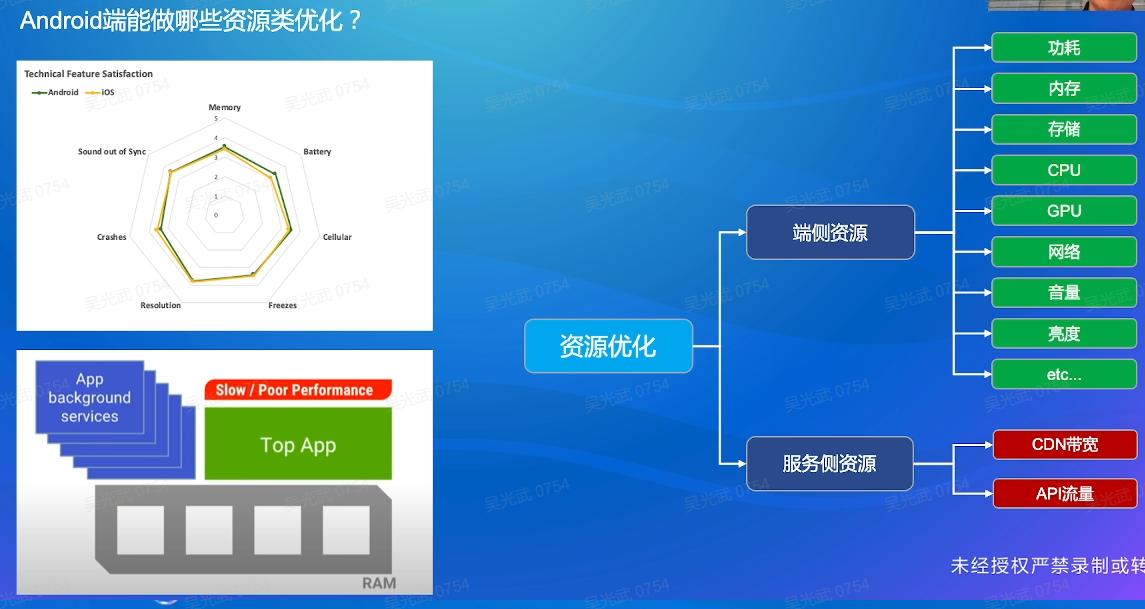 Android端能做哪些资源类优化？
Technical Feature Satisfaction
Android
iOS
Memory
Battery
Cellular
Freezes
Resolution
Crashes
Sound out of Sync
5
4
3
2
1
0
App
background
services
Slow / Poor Performance
Top App
RAM
资源优化
端侧资源
服务侧资源
功耗
内存
存储
CPU
GPU
网络
音量
亮度
etc...
CDN带宽
API流量
未经授权严禁录制或转
吴光武 0754